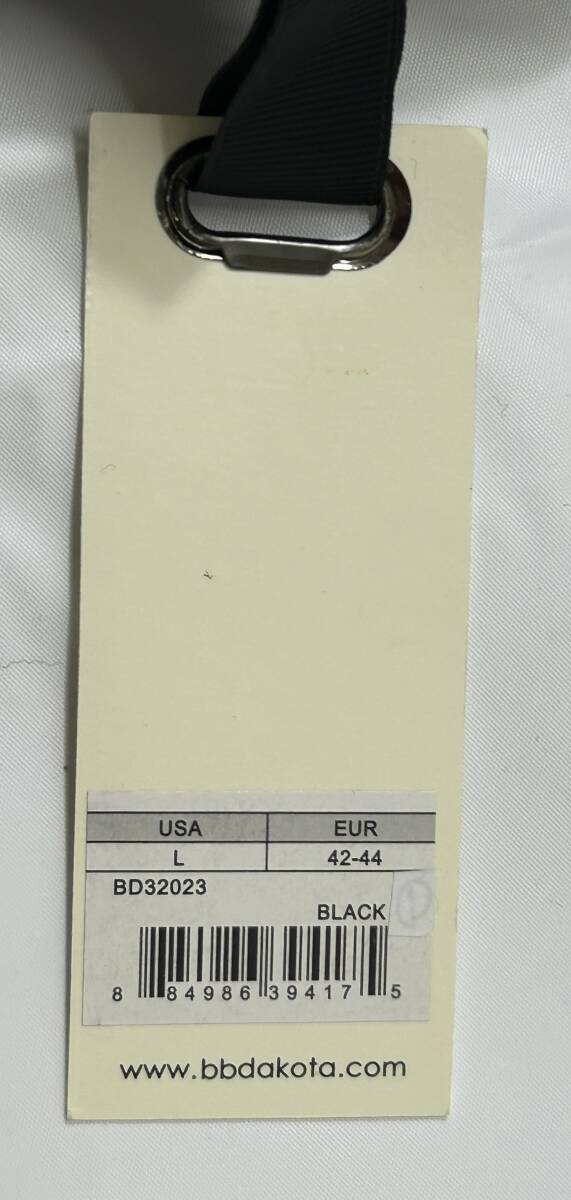 USA EUR
L 42-44
BD32023
BLACK
8 84986 39417 5
www.bbdakota.com